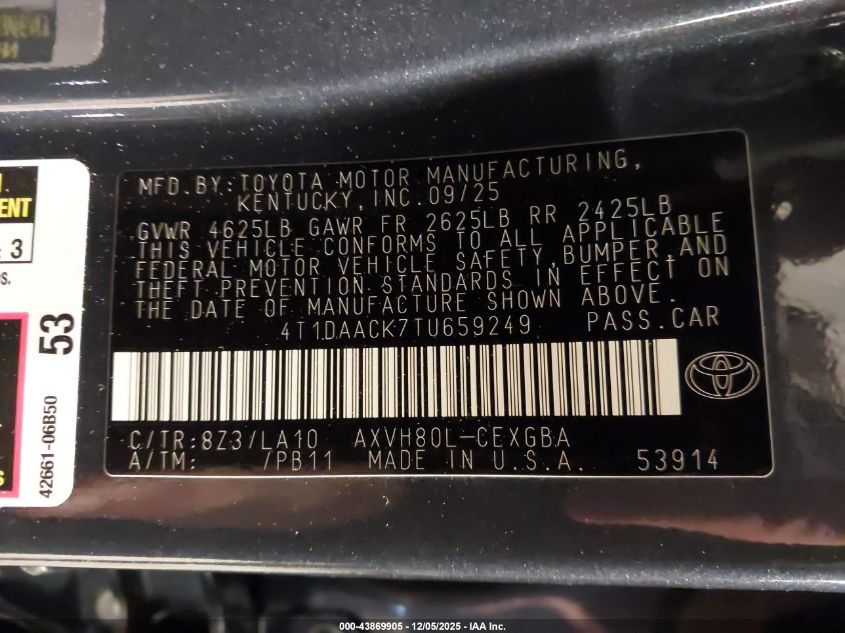 MFD.BY:TOYOTA MOTOR MANUFACTURING,
KENTUCKY,INC.09/25
GVWR 4625LB GAWR FR 2625LB RR 2425LB
THIS VEHICLE CONFORMS TO ALL APPLICABLE
FEDERAL MOTOR VEHICLE SAFETY,BUMPER,AND
THEFT PREVENTION STANDARDS IN EFFECT ON
THE DATE OF MANUFACTURE SHOWN ABOVE.
4T1DAACK7TU659249 PASS.CAR
C/TR:8Z3/LA10 AXVH80L-CEXGBA
A/TM: 7PB11 MADE IN U.S.A. 53914
3
53
42661-06B50
000-43869905 - 12/05/2025 - IAA Inc.